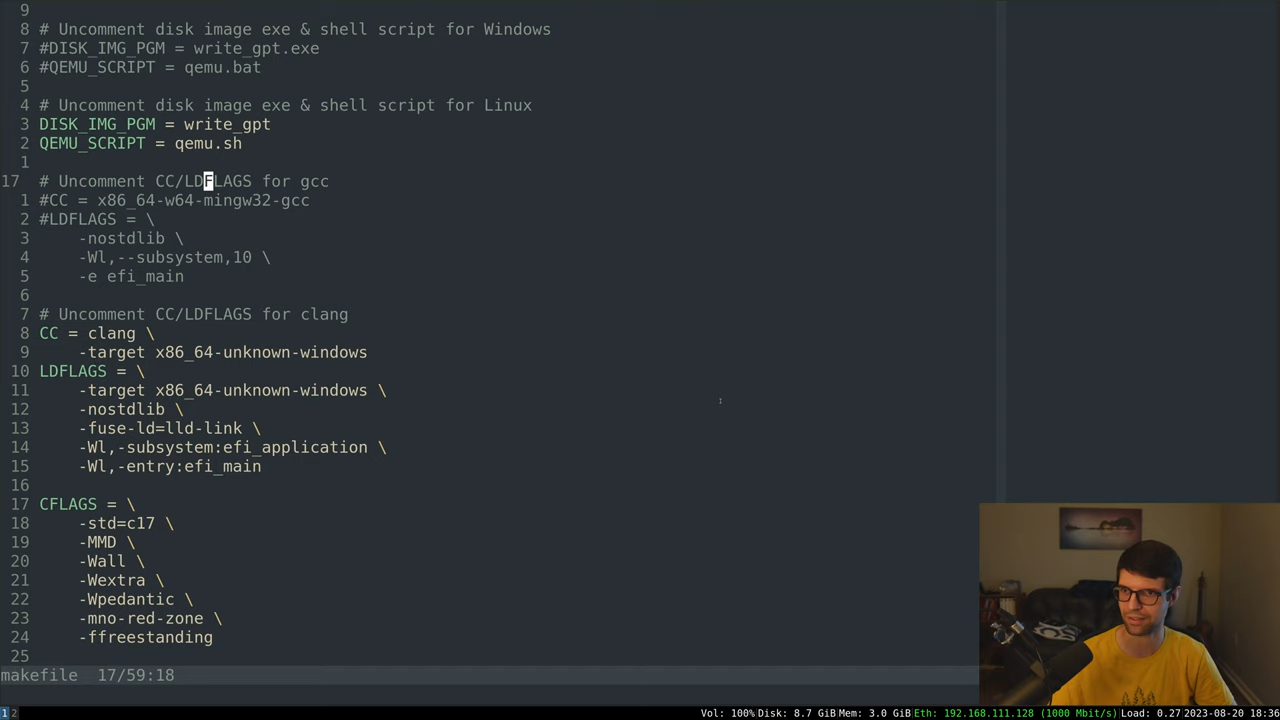 9
8 # Uncomment disk image exe & shell script for Windows
7 #DISK_IMG_PGM = write_gpt.exe
6 #QEMU_SCRIPT = qemu.bat
5
4 # Uncomment disk image exe & shell script for Linux
3 DISK_IMG_PGM = write_gpt
2 QEMU_SCRIPT = qemu.sh
1
17 # Uncomment CC/LDFLAGS for gcc
1 #CC = x86_64-w64-mingw32-gcc
2 #LDFLAGS = \
3 -nostdlib \
4 -Wl,--subsystem,10 \
5 -e efi_main
6
7 # Uncomment CC/LDFLAGS for clang
8 CC = clang \
9 -target x86_64-unknown-windows
10 LDFLAGS = \
11 -target x86_64-unknown-windows \
12 -nostdlib \
13 -fuse-ld=lld-link \
14 -Wl,-subsystem:efi_application \
15 -Wl,-entry:efi_main
16
17 CFLAGS = \
18 -std=c17 \
19 -MMD \
20 -Wall \
21 -Wextra \
22 -Wpedantic \
23 -mno-red-zone \
24 -ffreestanding
25
makefile 17/59:18
1 2 Vol: 100% Disk: 8.7 GiB Mem: 3.0 GiB Eth: 192.168.111.128 (1000 Mbit/s) Load: 0.27 2023-08-20 18:36